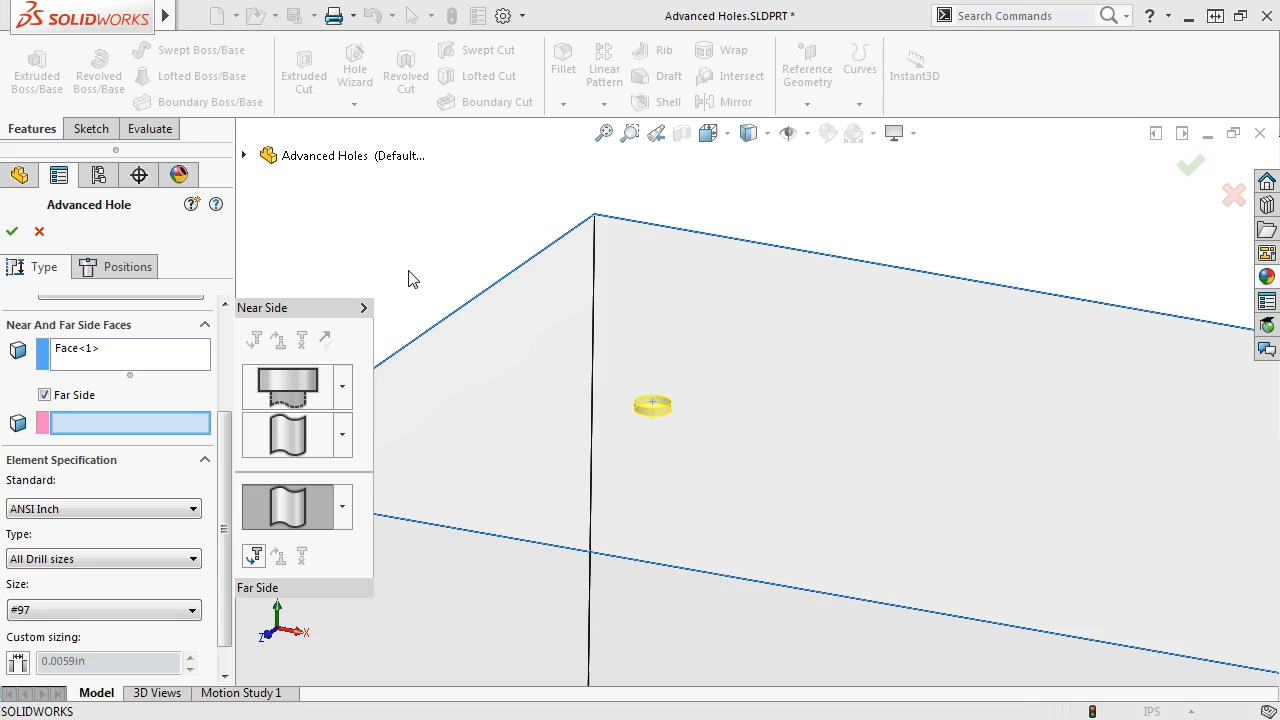 SOLIDWORKS
Advanced Holes SLDPRT *
Search Commands
?
Extruded Boss/Base
Revolved Boss/Base
Swept Boss/Base
Lofted Boss/Base
Boundary Boss/Base
Extruded Cut
Hole Wizard
Revolved Cut
Swept Cut
Lofted Cut
Boundary Cut
Fillet
Linear Pattern
Rib
Draft
Shell
Wrap
Intersect
Mirror
Reference Geometry
Curves
Instant3D
Features
Sketch
Evaluate
Advanced Holes (Default...
Advanced Hole
Type
Positions
Near And Far Side Faces
Face<1>
Far Side
Element Specification
Standard:
ANSI Inch
Type:
All Drill sizes
Size:
#97
Custom sizing:
0.0059in
Near Side
Far Side
Z
X
Model
3D Views
Motion Study 1
SOLIDWORKS
IPS